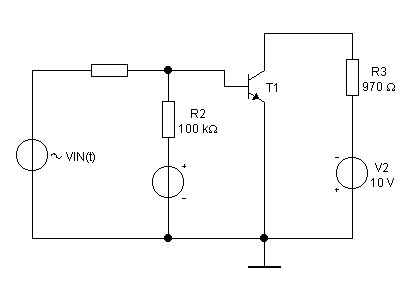 R3
970 Ω
T1
R2
100 kΩ
VIN(t)
+
-
-
+
V2
10 V